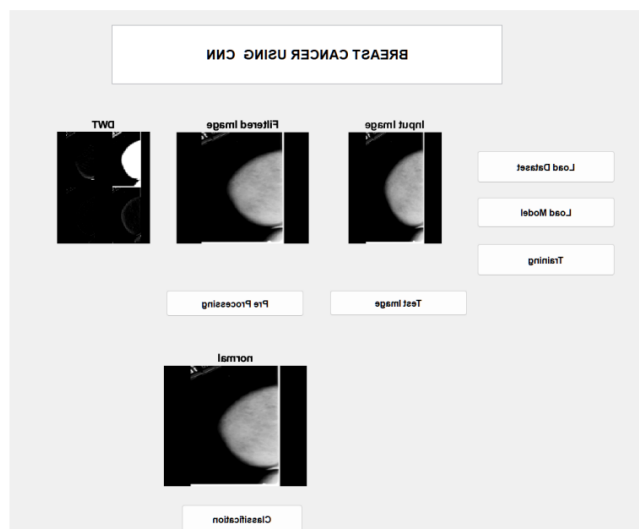 BREAST CANCER USING CNN
Input Image
Filtered Image
DWT
Load Dataset
Load Model
Training
Test Image
Pre Processing
normal
Classification